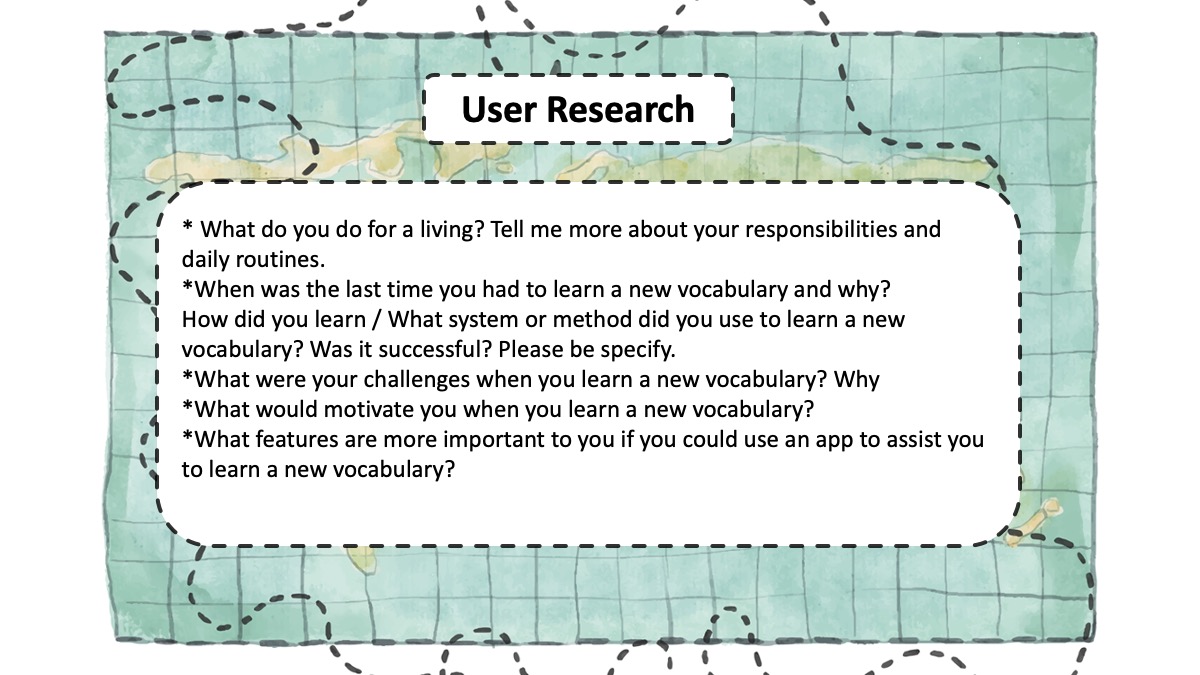 User Research
* What do you do for a living? Tell me more about your responsibilities and
daily routines.
*When was the last time you had to learn a new vocabulary and why?
How did you learn / What system or method did you use to learn a new
vocabulary? Was it successful? Please be specify.
*What were your challenges when you learn a new vocabulary? Why
*What would motivate you when you learn a new vocabulary?
*What features are more important to you if you could use an app to assist you
to learn a new vocabulary?